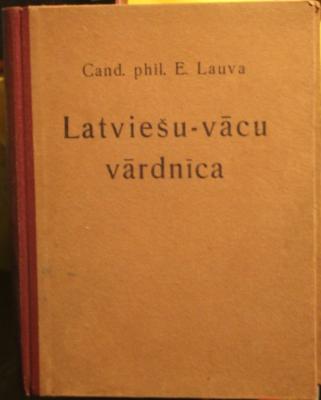 Cand. phil. E. Lauva
Latviešu-vācu
vārdnīca